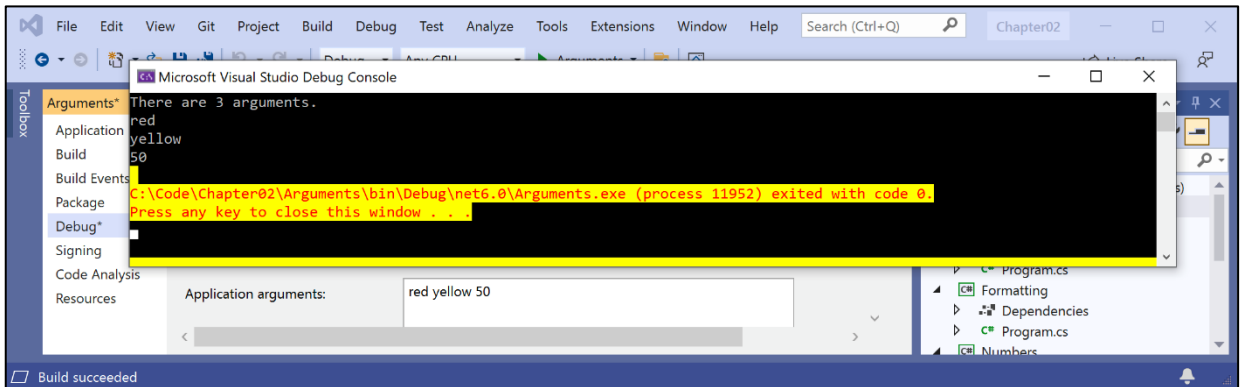 File Edit View Git Project Build Debug Test Analyze Tools Extensions Window Help Search (Ctrl+Q) Chapter02
Microsoft Visual Studio Debug Console
There are 3 arguments.
red
yellow
50
C:\Code\Chapter02\Arguments\bin\Debug\net6.0\Arguments.exe (process 11952) exited with code 0.
Press any key to close this window . . .
Toolbox
Arguments*
Application
Build
Build Events
Package
Debug*
Signing
Code Analysis
Resources
Application arguments: red yellow 50
C# Program.cs
C# Formatting
Dependencies
C# Program.cs
C# Numbers
Build succeeded